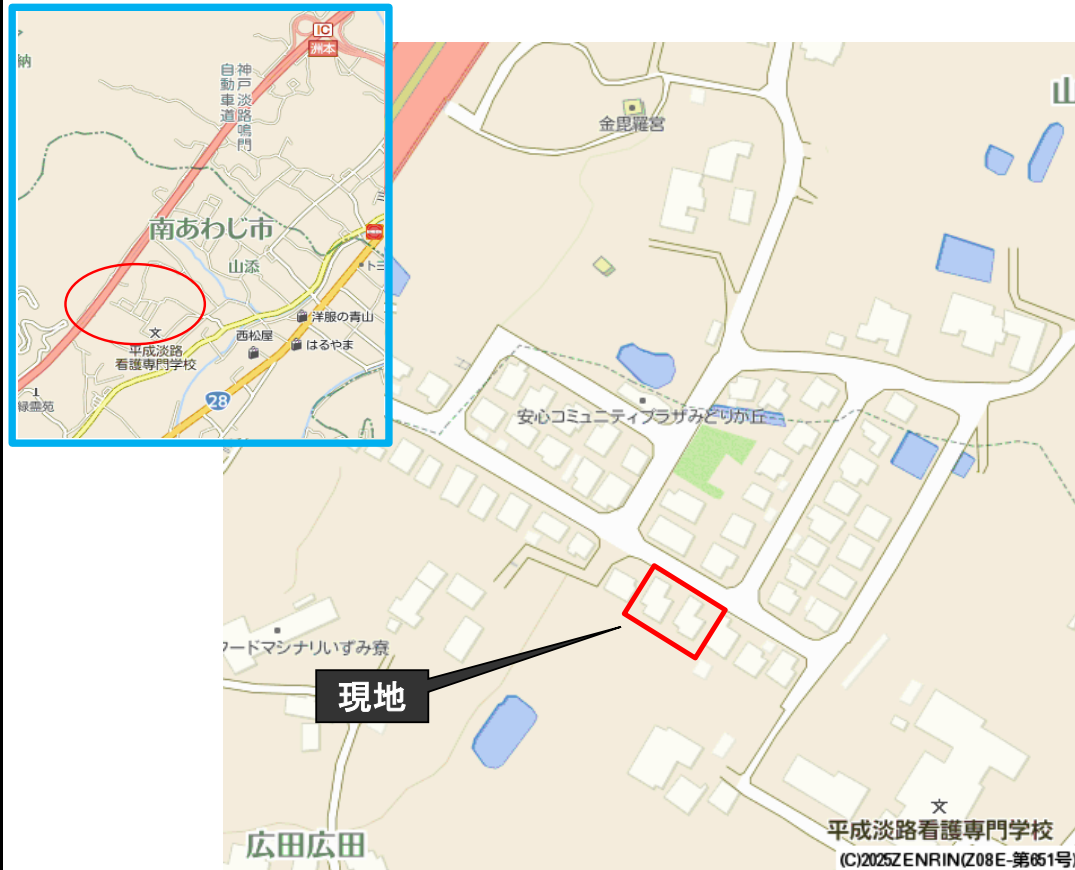 IC
洲本
神戸淡路鳴門
自動車道
納
南あわじ市
山添
トヨ
洋服の青山
西松屋
はるやま
文
平成淡路
看護専門学校
28
緑霊苑
山
金毘羅宮
安心コミュニティプラザみどりが丘
ワードマシナリいずみ寮
現地
広田広田
文
平成淡路看護専門学校
(C)2025ZENRIN(Z08E-第651号)